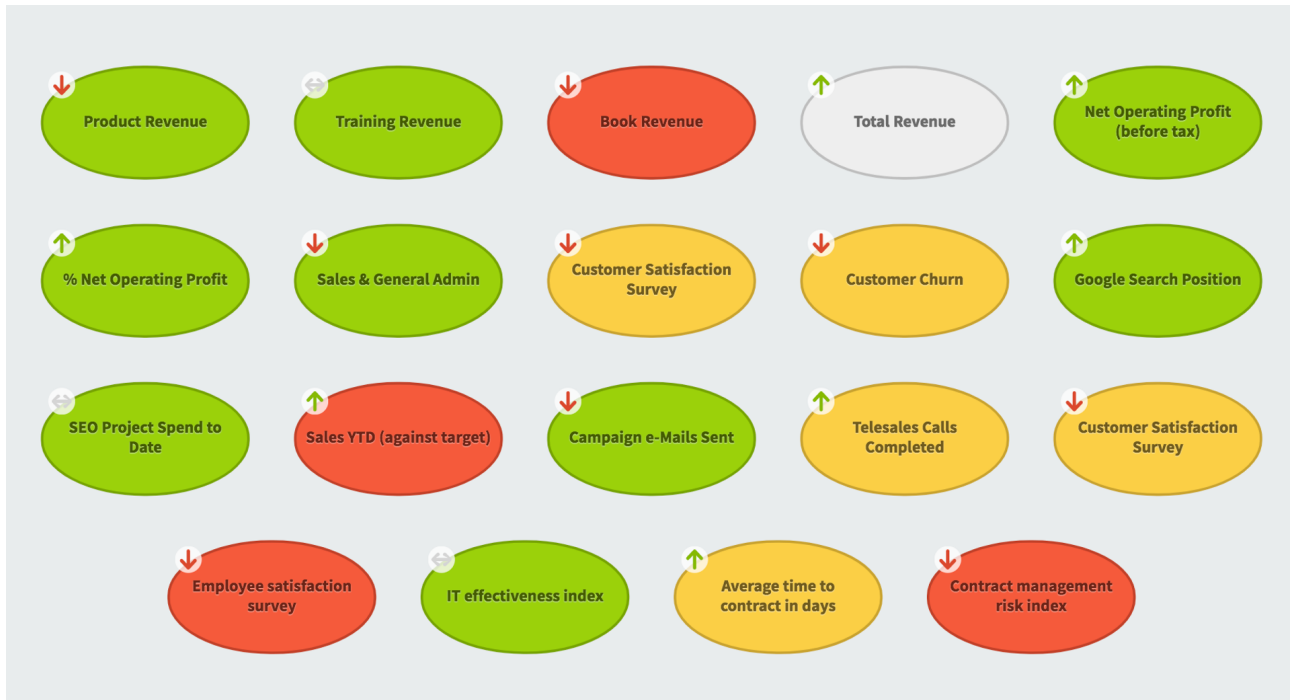 Product Revenue
Training Revenue
Book Revenue
Total Revenue
Net Operating Profit
(before tax)
% Net Operating Profit
Sales & General Admin
Customer Satisfaction
Survey
Customer Churn
Google Search Position
SEO Project Spend to
Date
Sales YTD (against target)
Campaign e-Mails Sent
Telesales Calls
Completed
Customer Satisfaction
Survey
Employee satisfaction
survey
IT effectiveness index
Average time to
contract in days
Contract management
risk index